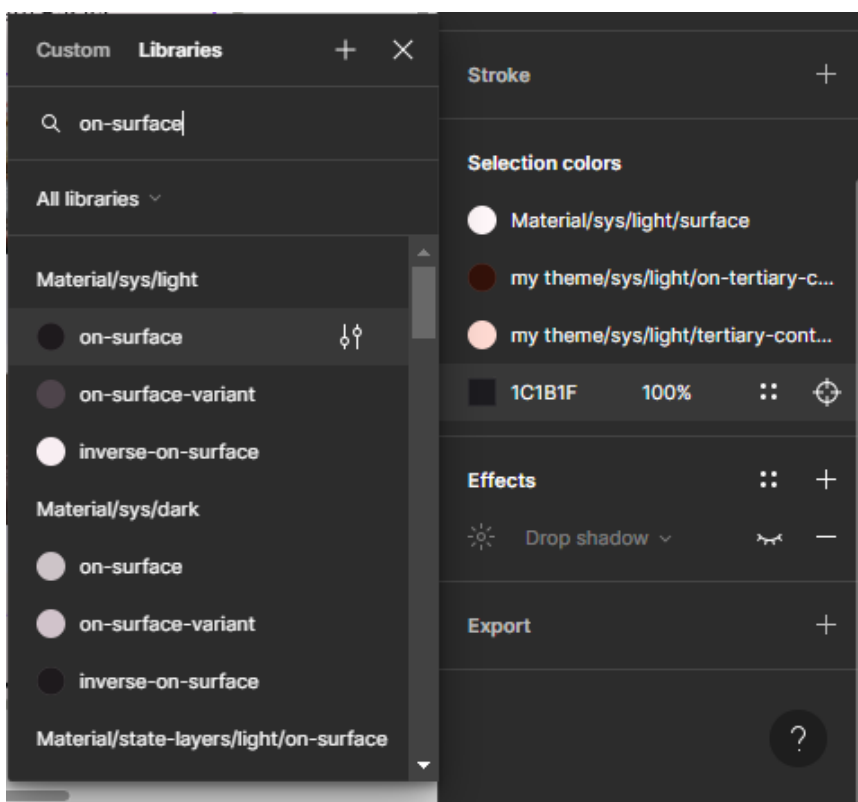 Custom Libraries
on-surface
All libraries
Material/sys/light
on-surface
on-surface-variant
inverse-on-surface
Material/sys/dark
on-surface
on-surface-variant
inverse-on-surface
Material/state-layers/light/on-surface
Stroke
Selection colors
Material/sys/light/surface
my theme/sys/light/on-tertiary-c...
my theme/sys/light/tertiary-cont...
1C1B1F 100%
Effects
Drop shadow
Export
?